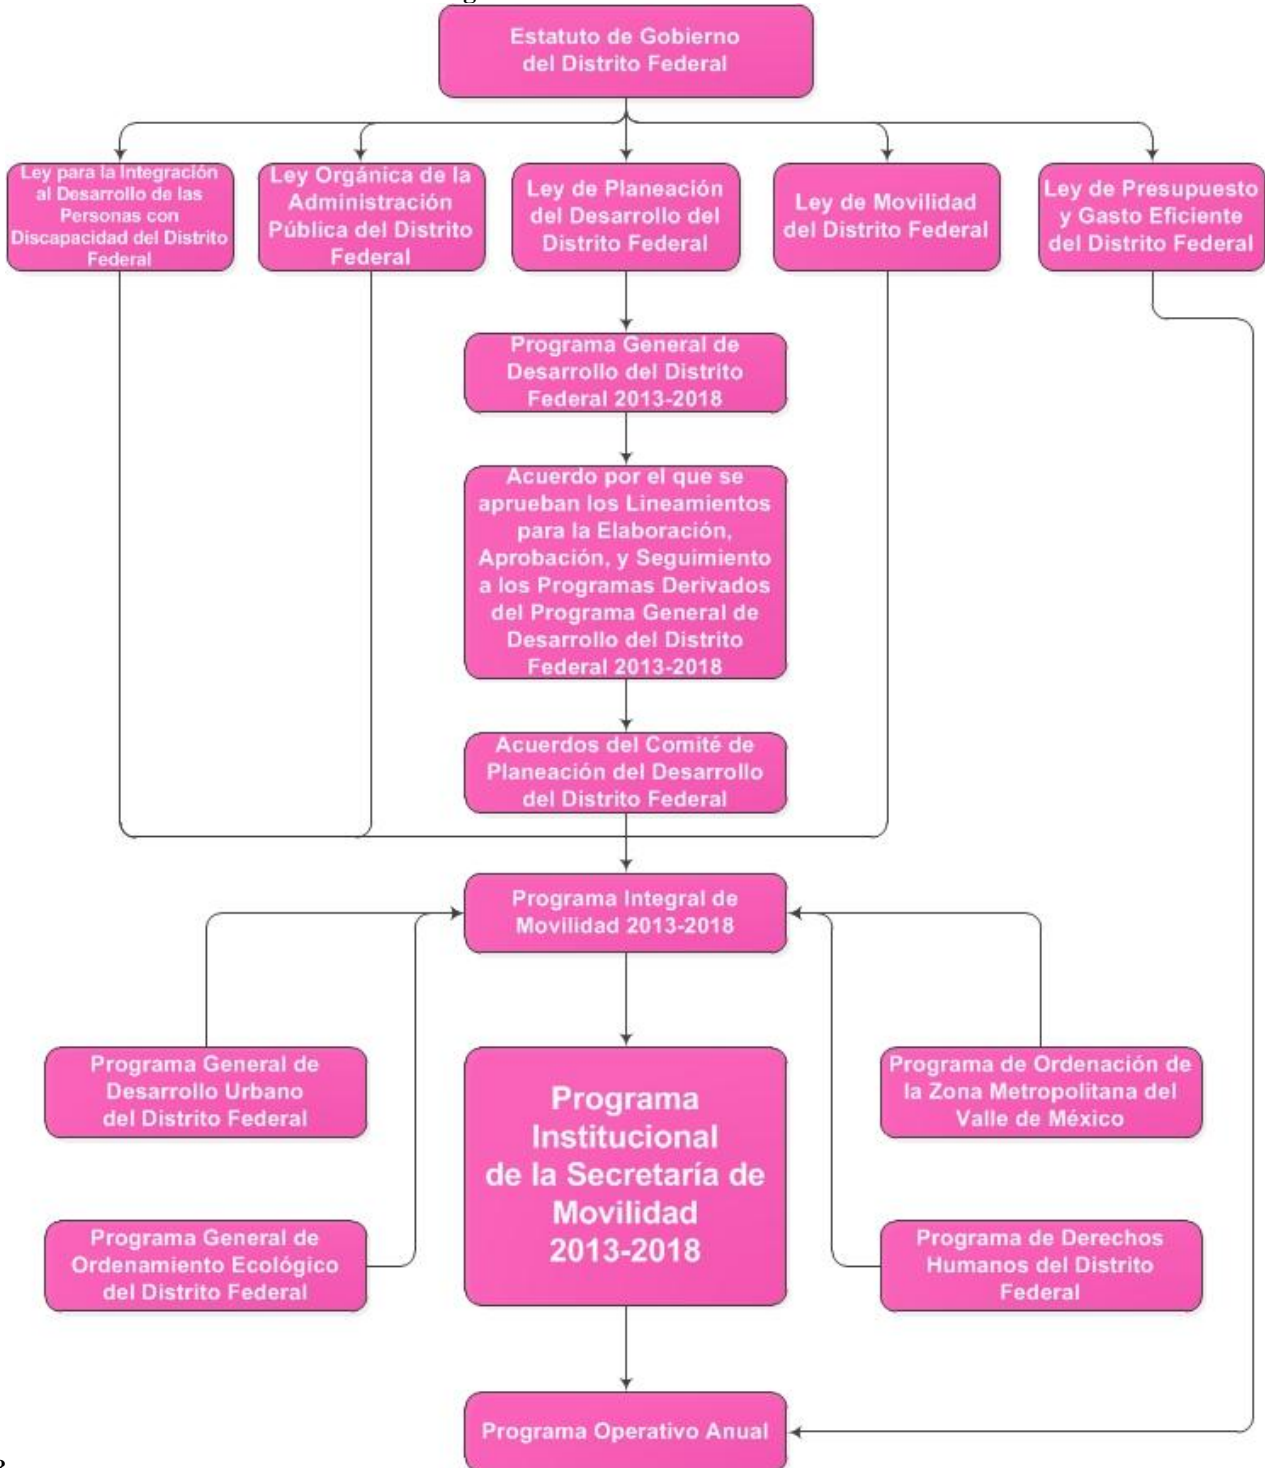 Estatuto de Gobierno
del Distrito Federal
Ley para la Integración
al Desarrollo de las
Personas con
Discapacidad del Distrito
Federal
Ley Orgánica de la
Administración
Pública del Distrito
Federal
Ley de Planeación
del Desarrollo del
Distrito Federal
Ley de Movilidad
del Distrito Federal
Ley de Presupuesto
y Gasto Eficiente
del Distrito Federal
Programa General de
Desarrollo del Distrito
Federal 2013-2018
Acuerdo por el que se
aprueban los Lineamientos
para la Elaboración,
Aprobación, y Seguimiento
a los Programas Derivados
del Programa General de
Desarrollo del Distrito
Federal 2013-2018
Acuerdos del Comité de
Planeación del Desarrollo
del Distrito Federal
Programa Integral de
Movilidad 2013-2018
Programa General de
Desarrollo Urbano
del Distrito Federal
Programa
Institucional
de la Secretaría de
Movilidad
2013-2018
Programa de Ordenación de
la Zona Metropolitana del
Valle de México
Programa General de
Ordenamiento Ecológico
del Distrito Federal
Programa de Derechos
Humanos del Distrito
Federal
Programa Operativo Anual